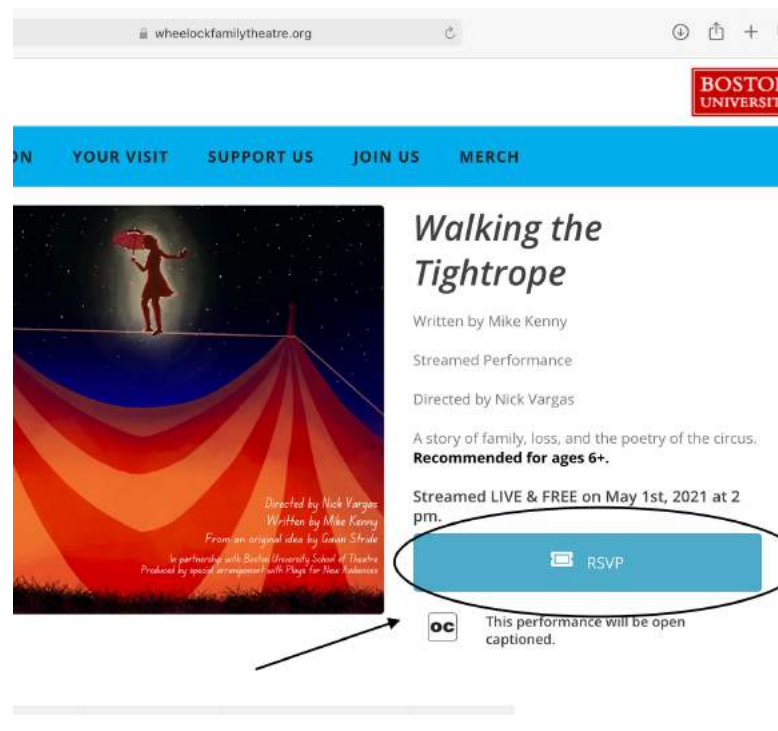 wheelockfamilytheatre.org
BOSTON
UNIVERSIT
ON YOUR VISIT SUPPORT US JOIN US MERCH
Walking the
Tightrope
Written by Mike Kenny
Streamed Performance
Directed by Nick Vargas
A story of family, loss, and the poetry of the circus.
Recommended for ages 6+.
Streamed LIVE & FREE on May 1st, 2021 at 2
pm.
RSVP
oc
This performance will be open
captioned.
Directed by Nick Vargas
Written by Mike Kenny
From an original idea by Gavin Stride
In partnership with Boston University School of Theatre
Produced by special arrangement with Plays for New Audiences